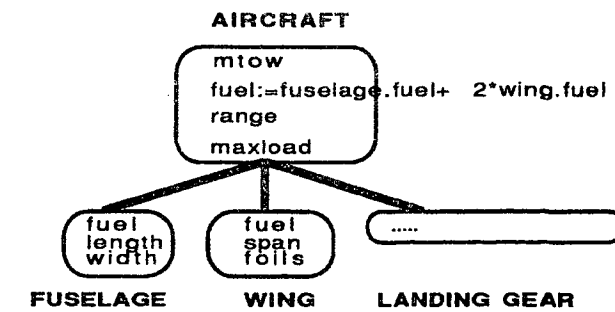 AIRCRAFT
mtow
fuel:=fuselage.fuel+ 2*wing.fuel
range
maxload
fuel
length
width
fuel
span
foils
.....
FUSELAGE WING LANDING GEAR